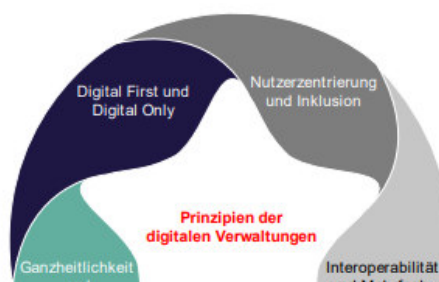 Digital First und
Digital Only
Nutzerzentrierung
und Inklusion
Prinzipien der
digitalen Verwaltungen
Ganzheitlichkeit
Interoperabilität